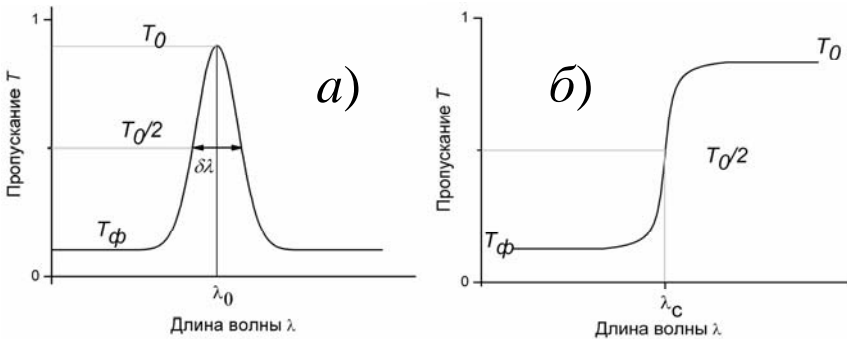 1
T₀
а)
T₀/2
δλ
Tф
0
λ₀
Длина волны λ
Пропускание T
1
T₀
б)
T₀/2
Tф
0
λс
Длина волны λ
Пропускание T